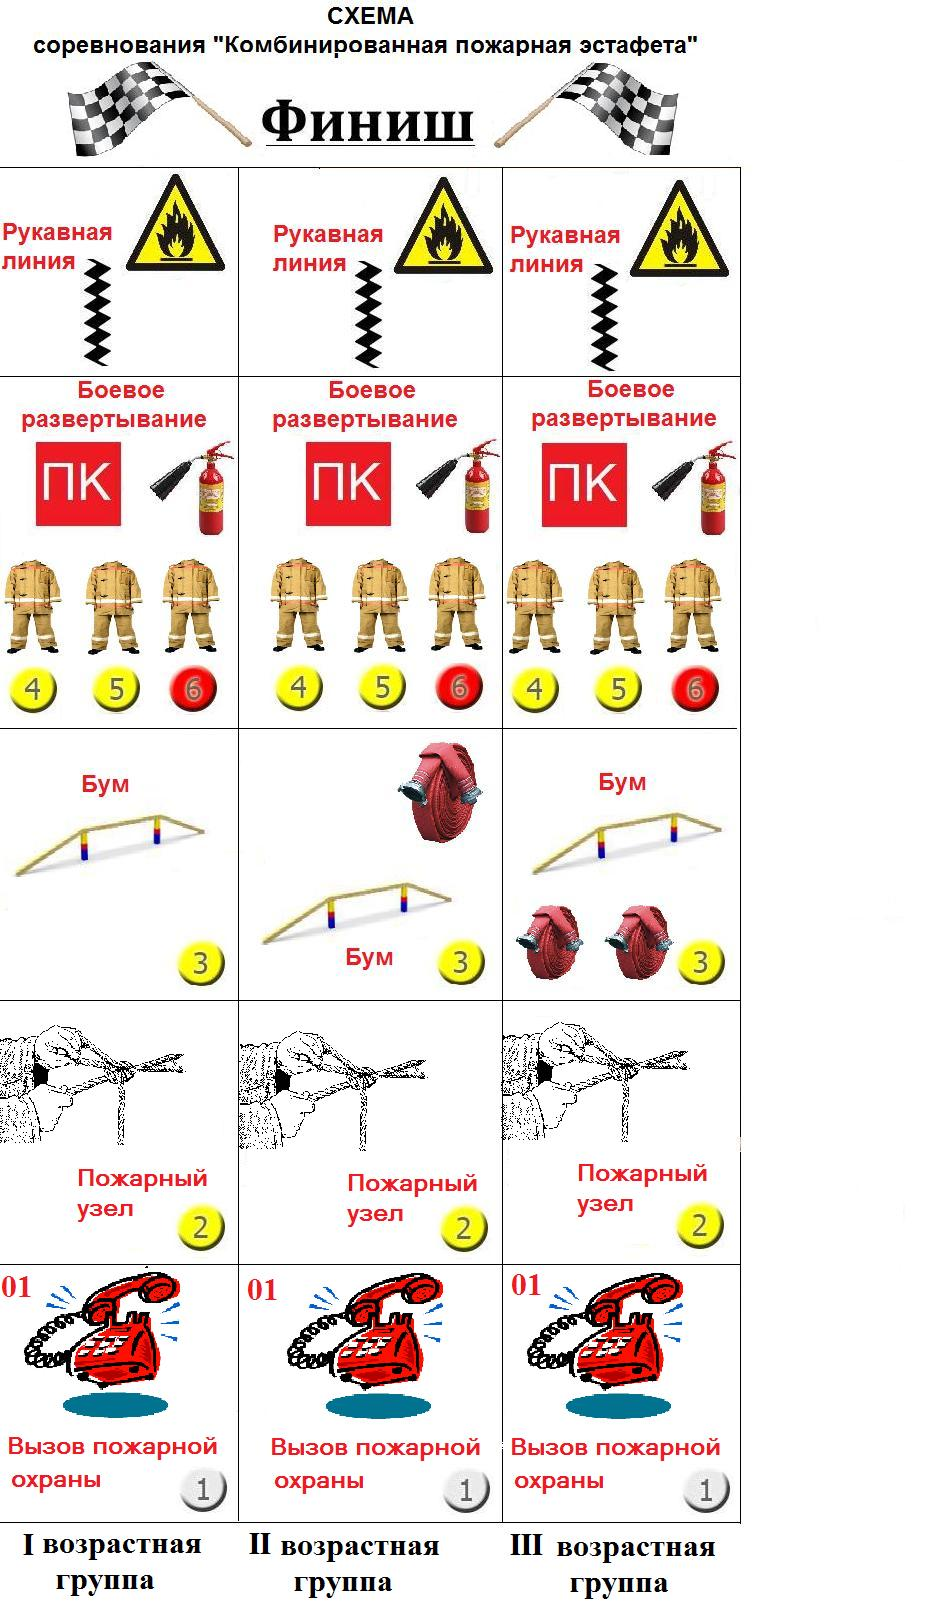 СХЕМА
соревнования "Комбинированная пожарная эстафета"
Финиш
Рукавная
линия
Рукавная
линия
Рукавная
линия
Боевое
развертывание
ПК
4 5 6
Боевое
развертывание
ПК
4 5 6
Боевое
развертывание
ПК
4 5 6
Бум
3
Бум
3
Бум
3
Пожарный
узел
2
Пожарный
узел
2
Пожарный
узел
2
01
Вызов пожарной
охраны
1
01
Вызов пожарной
охраны
1
01
Вызов пожарной
охраны
1
I возрастная
группа
II возрастная
группа
III возрастная
группа